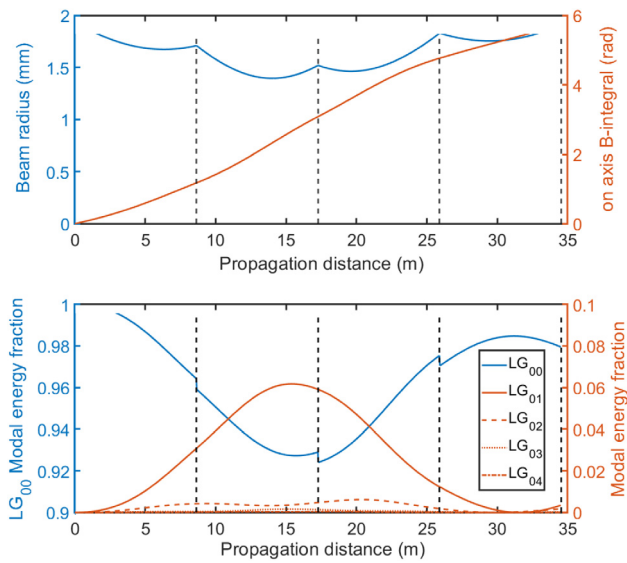 2
1.5
1
0.5
0
Beam radius (mm)
6
4
2
0
on axis B-integral (rad)
0 5 10 15 20 25 30 35
Propagation distance (m)
1
0.98
0.96
0.94
0.92
0.9
LG00 Modal energy fraction
0.1
0.08
0.06
0.04
0.02
0
Modal energy fraction
LG00
LG01
LG02
LG03
LG04
0 5 10 15 20 25 30 35
Propagation distance (m)